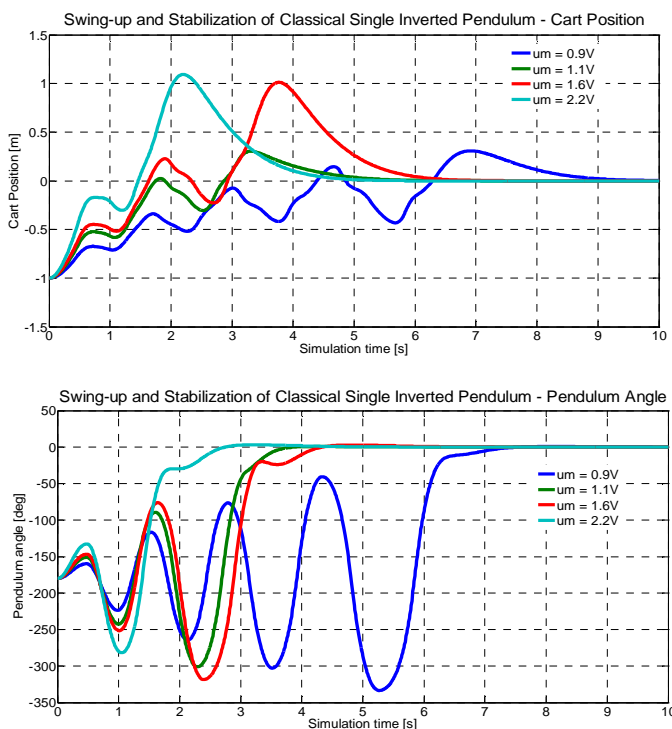 Swing-up and Stabilization of Classical Single Inverted Pendulum - Cart Position
1.5
1
0.5
0
-0.5
-1
-1.5
Cart Position [m]
um = 0.9V
um = 1.1V
um = 1.6V
um = 2.2V
0 1 2 3 4 5 6 7 8 9 10
Simulation time [s]
Swing-up and Stabilization of Classical Single Inverted Pendulum - Pendulum Angle
50
0
-50
-100
-150
-200
-250
-300
-350
Pendulum angle [deg]
um = 0.9V
um = 1.1V
um = 1.6V
um = 2.2V
0 1 2 3 4 5 6 7 8 9 10
Simulation time [s]